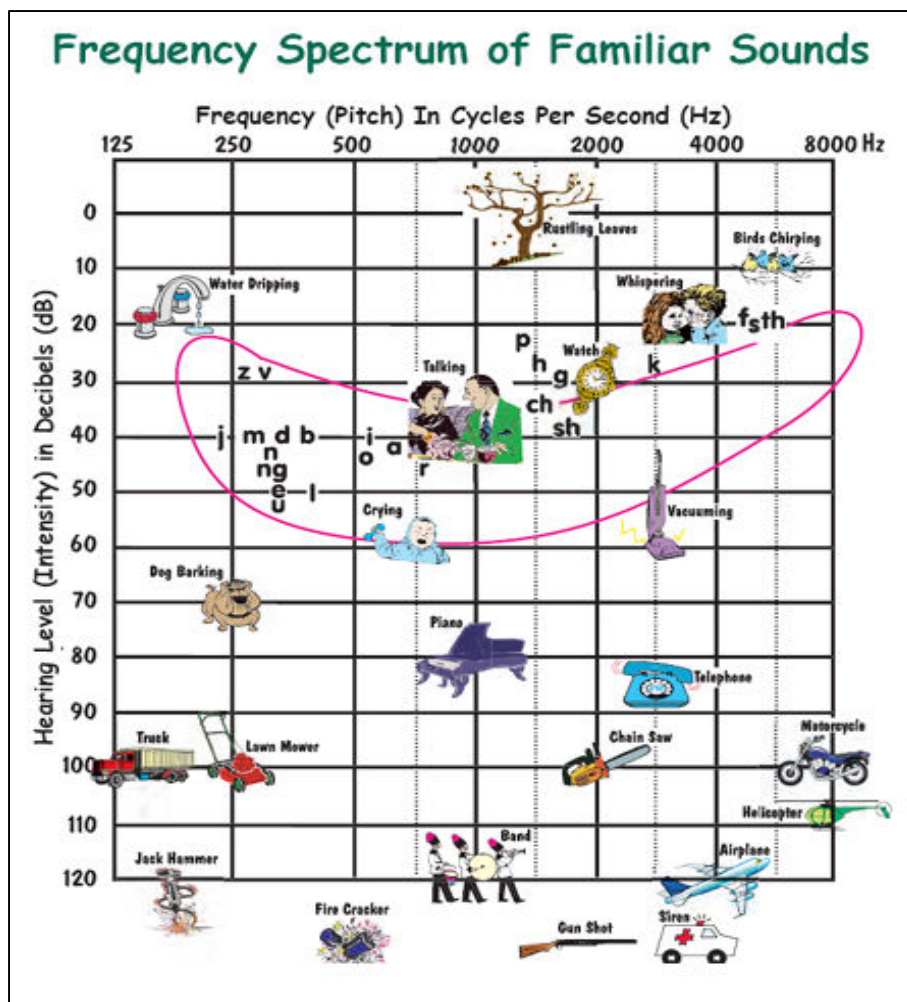 Frequency Spectrum of Familiar Sounds
Frequency (Pitch) In Cycles Per Second (Hz)
125 250 500 1000 2000 4000 8000 Hz
Hearing Level (Intensity) in Decibels (dB)
0
Rustling Leaves
Birds Chirping
10
Water Dripping
Whispering
20
f s th
p
Watch
h
k
Talking
z v
g
30
ch
sh
j m d b i
40
a
n
o
r
ng
e l
50
u
Crying
Vacuuming
60
Dog Barking
70
Piano
80
Telephone
90
Truck
Lawn Mower
Chain Saw
Motorcycle
100
Helicopter
110
Band
Jack Hammer
Airplane
120
Fire Cracker
Gun Shot
Siren